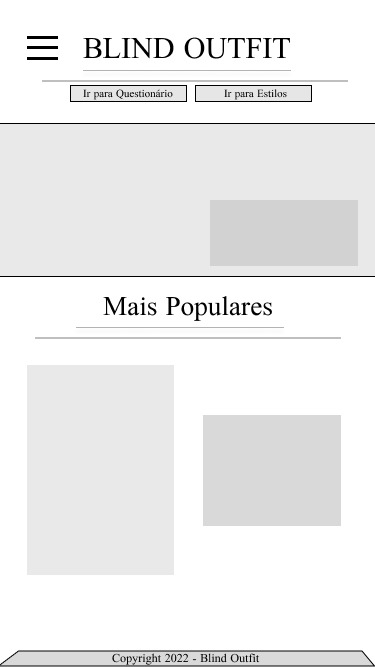 BLIND OUTFIT
Ir para Questionário
Ir para Estilos
Mais Populares
Copyright 2022 - Blind Outfit